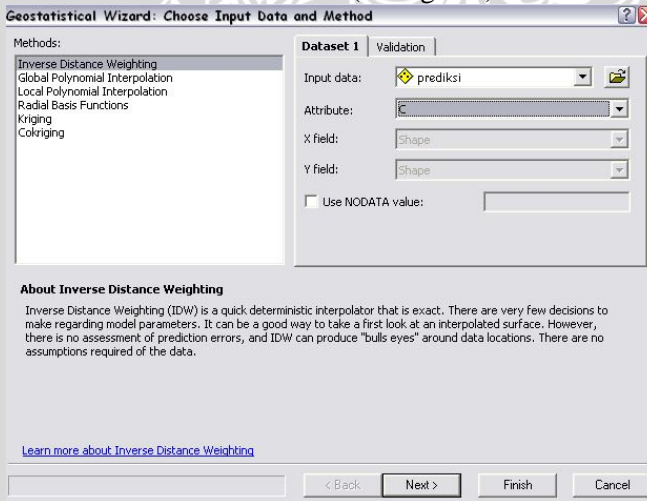 Geostatistical Wizard: Choose Input Data and Method
Methods:
Inverse Distance Weighting
Global Polynomial Interpolation
Local Polynomial Interpolation
Radial Basis Functions
Kriging
Cokriging
Dataset 1 Validation
Input data: prediksi
Attribute: C
X field: Shape
Y field: Shape
Use NODATA value:
About Inverse Distance Weighting
Inverse Distance Weighting (IDW) is a quick deterministic interpolator that is exact. There are very few decisions to
make regarding model parameters. It can be a good way to take a first look at an interpolated surface. However,
there is no assessment of prediction errors, and IDW can produce "bulls eyes" around data locations. There are no
assumptions required of the data.
Learn more about Inverse Distance Weighting
< Back Next > Finish Cancel